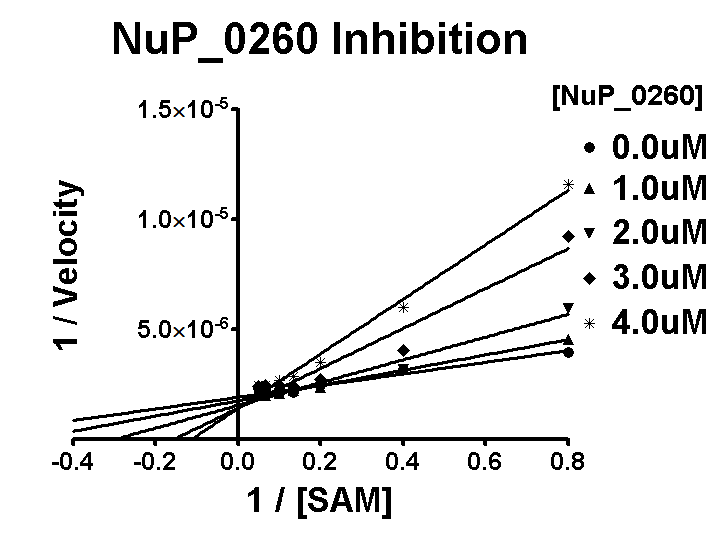 NuP_0260 Inhibition
[NuP_0260]
1.5×10-5
0.0uM
1.0uM
1.0×10-5
2.0uM
3.0uM
5.0×10-6
4.0uM
1 / Velocity
-0.4 -0.2 0.0 0.2 0.4 0.6 0.8
1 / [SAM]